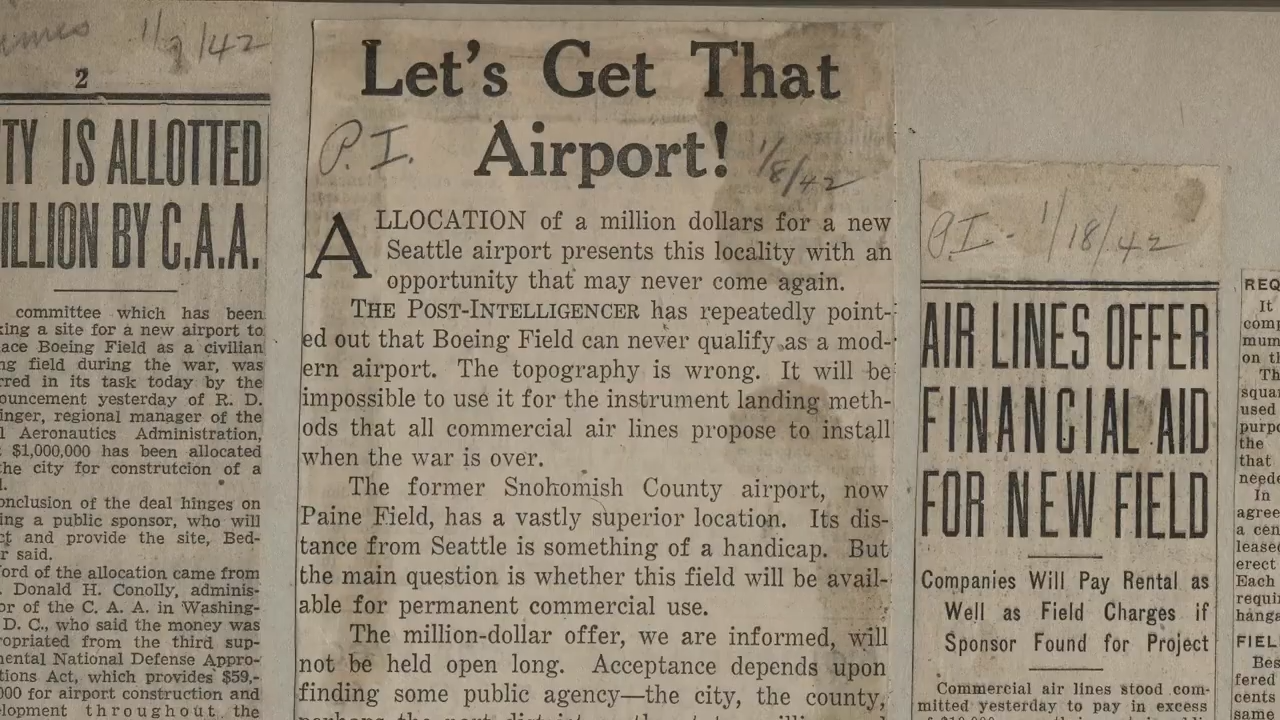 1/9/42
2
TY IS ALLOTTED
ILLION BY C.A.A.
committee which has been
king a site for a new airport to
ace Boeing Field as a civilian
ng field during the war, was
rred in its task today by the
ouncement yesterday of R. D.
inger, regional manager of the
l Aeronautics Administration,
$1,000,000 has been allocated
he city for construtcion of a
onclusion of the deal hinges on
ing a public sponsor, who will
ct and provide the site, Bed-
r said.
ord of the allocation came from
. Donald H. Conolly, adminis-
or of the C. A. A. in Washing-
D. C., who said the money was
ropriated from the third sup-
nental National Defense Appro-
tions Act, which provides $59,-
000 for airport construction and
lopment throughout the
Let's Get That
Airport!
P.I. 1/8/42
ALLOCATION of a million dollars for a new
Seattle airport presents this locality with an
opportunity that may never come again.
THE POST-INTELLIGENCER has repeatedly point-
ed out that Boeing Field can never qualify as a mod-
ern airport. The topography is wrong. It will be
impossible to use it for the instrument landing meth-
ods that all commercial air lines propose to install
when the war is over.
The former Snohomish County airport, now
Paine Field, has a vastly superior location. Its dis-
tance from Seattle is something of a handicap. But
the main question is whether this field will be avail-
able for permanent commercial use.
The million-dollar offer, we are informed, will
not be held open long. Acceptance depends upon
finding some public agency—the city, the county,
P.I- 1/18/42
AIR LINES OFFER
FINANCIAL AID
FOR NEW FIELD
Companies Will Pay Rental as
Well as Field Charges if
Sponsor Found for Project
Commercial air lines stood com-
mitted yesterday to pay in excess
REQ
It
comp
mum
on th
Th
squar
used
purpo
the
that
neede
In
agree
a cen
leased
erect
Each
requir
hanga
FIEL
Bes
fered
cents
same